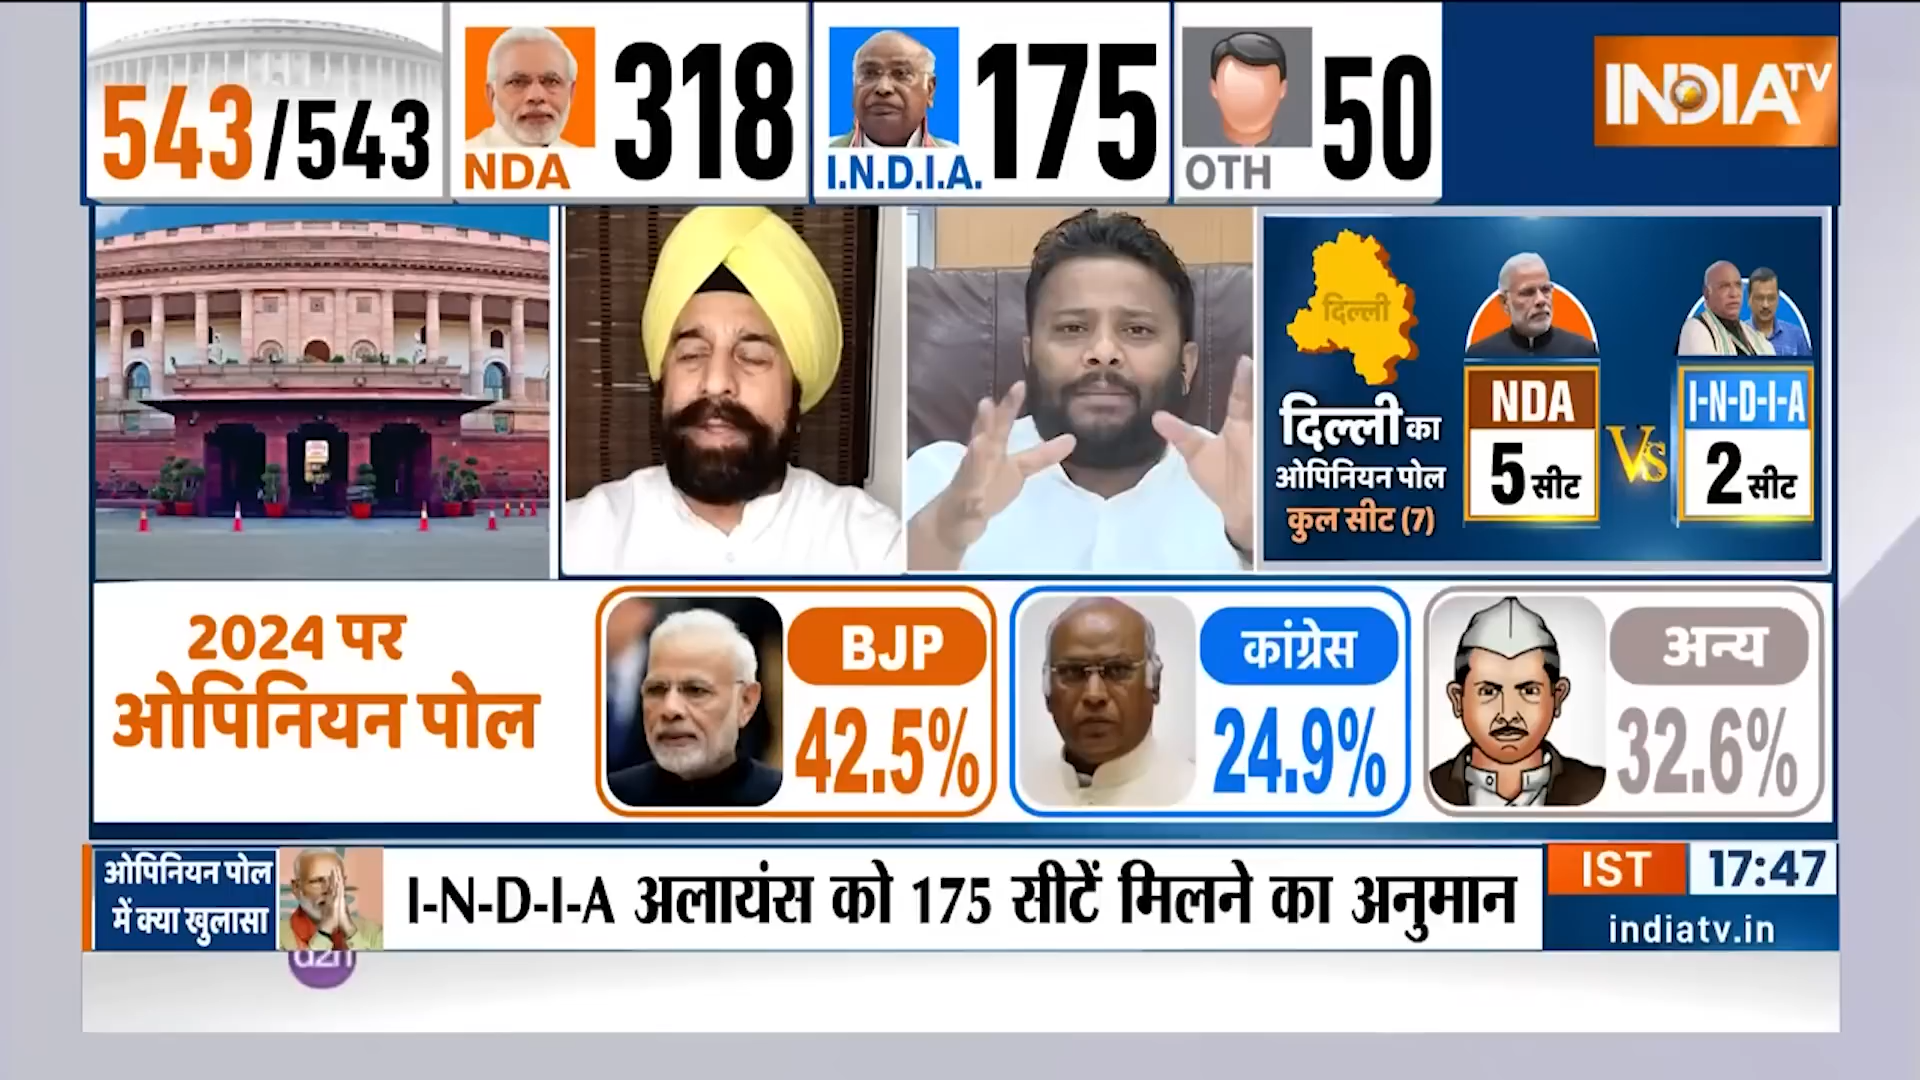 543/543
NDA 318
I.N.D.I.A. 175
OTH 50
INDIA TV
दिल्ली
दिल्ली का
ओपिनियन पोल
कुल सीट (7)
NDA
5 सीट
Vs
I-N-D-I-A
2 सीट
2024 पर
ओपिनियन पोल
BJP
42.5%
कांग्रेस
24.9%
अन्य
32.6%
ओपिनियन पोल
में क्या खुलासा
I-N-D-I-A अलायंस को 175 सीटें मिलने का अनुमान
IST 17:47
indiatv.in
d2h